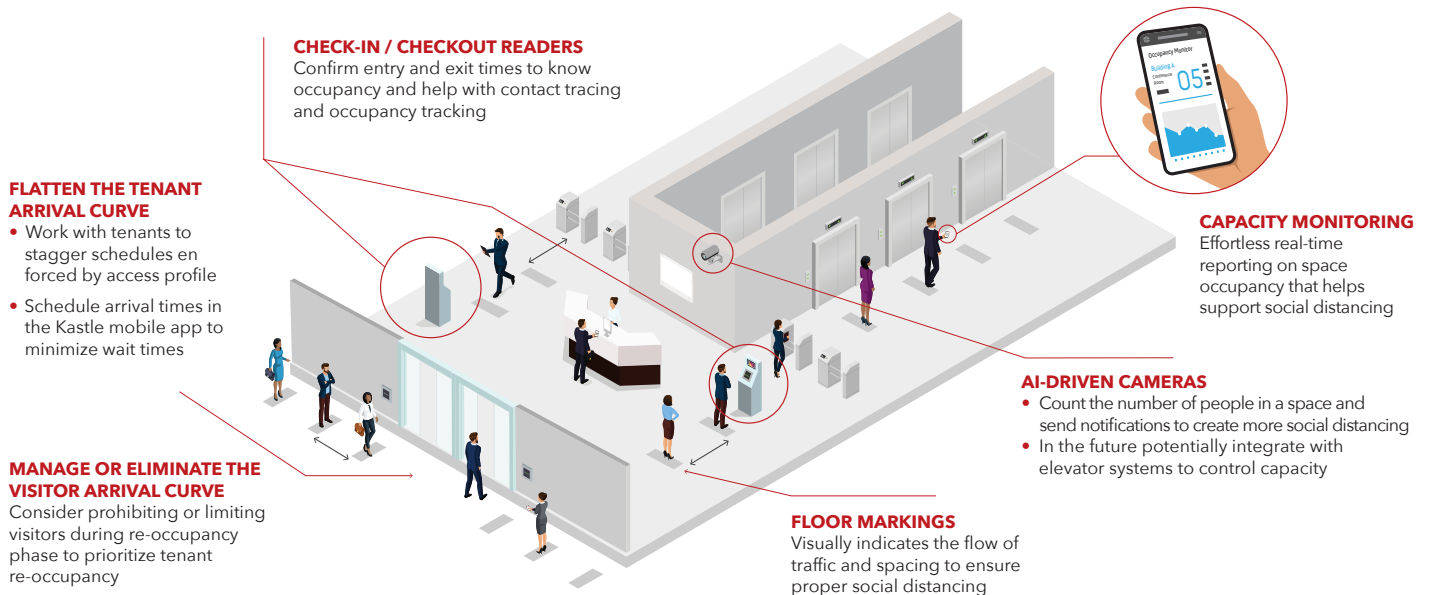 CHECK-IN / CHECKOUT READERS
Confirm entry and exit times to know
occupancy and help with contact tracing
and occupancy tracking
FLATTEN THE TENANT
ARRIVAL CURVE
• Work with tenants to
stagger schedules en
forced by access profile
• Schedule arrival times in
the Kastle mobile app to
minimize wait times
MANAGE OR ELIMINATE THE
VISITOR ARRIVAL CURVE
Consider prohibiting or limiting
visitors during re-occupancy
phase to prioritize tenant
re-occupancy
Occupancy Monitor
Building A
Conference
Room
05
CAPACITY MONITORING
Effortless real-time
reporting on space
occupancy that helps
support social distancing
AI-DRIVEN CAMERAS
• Count the number of people in a space and
send notifications to create more social distancing
• In the future potentially integrate with
elevator systems to control capacity
FLOOR MARKINGS
Visually indicates the flow of
traffic and spacing to ensure
proper social distancing